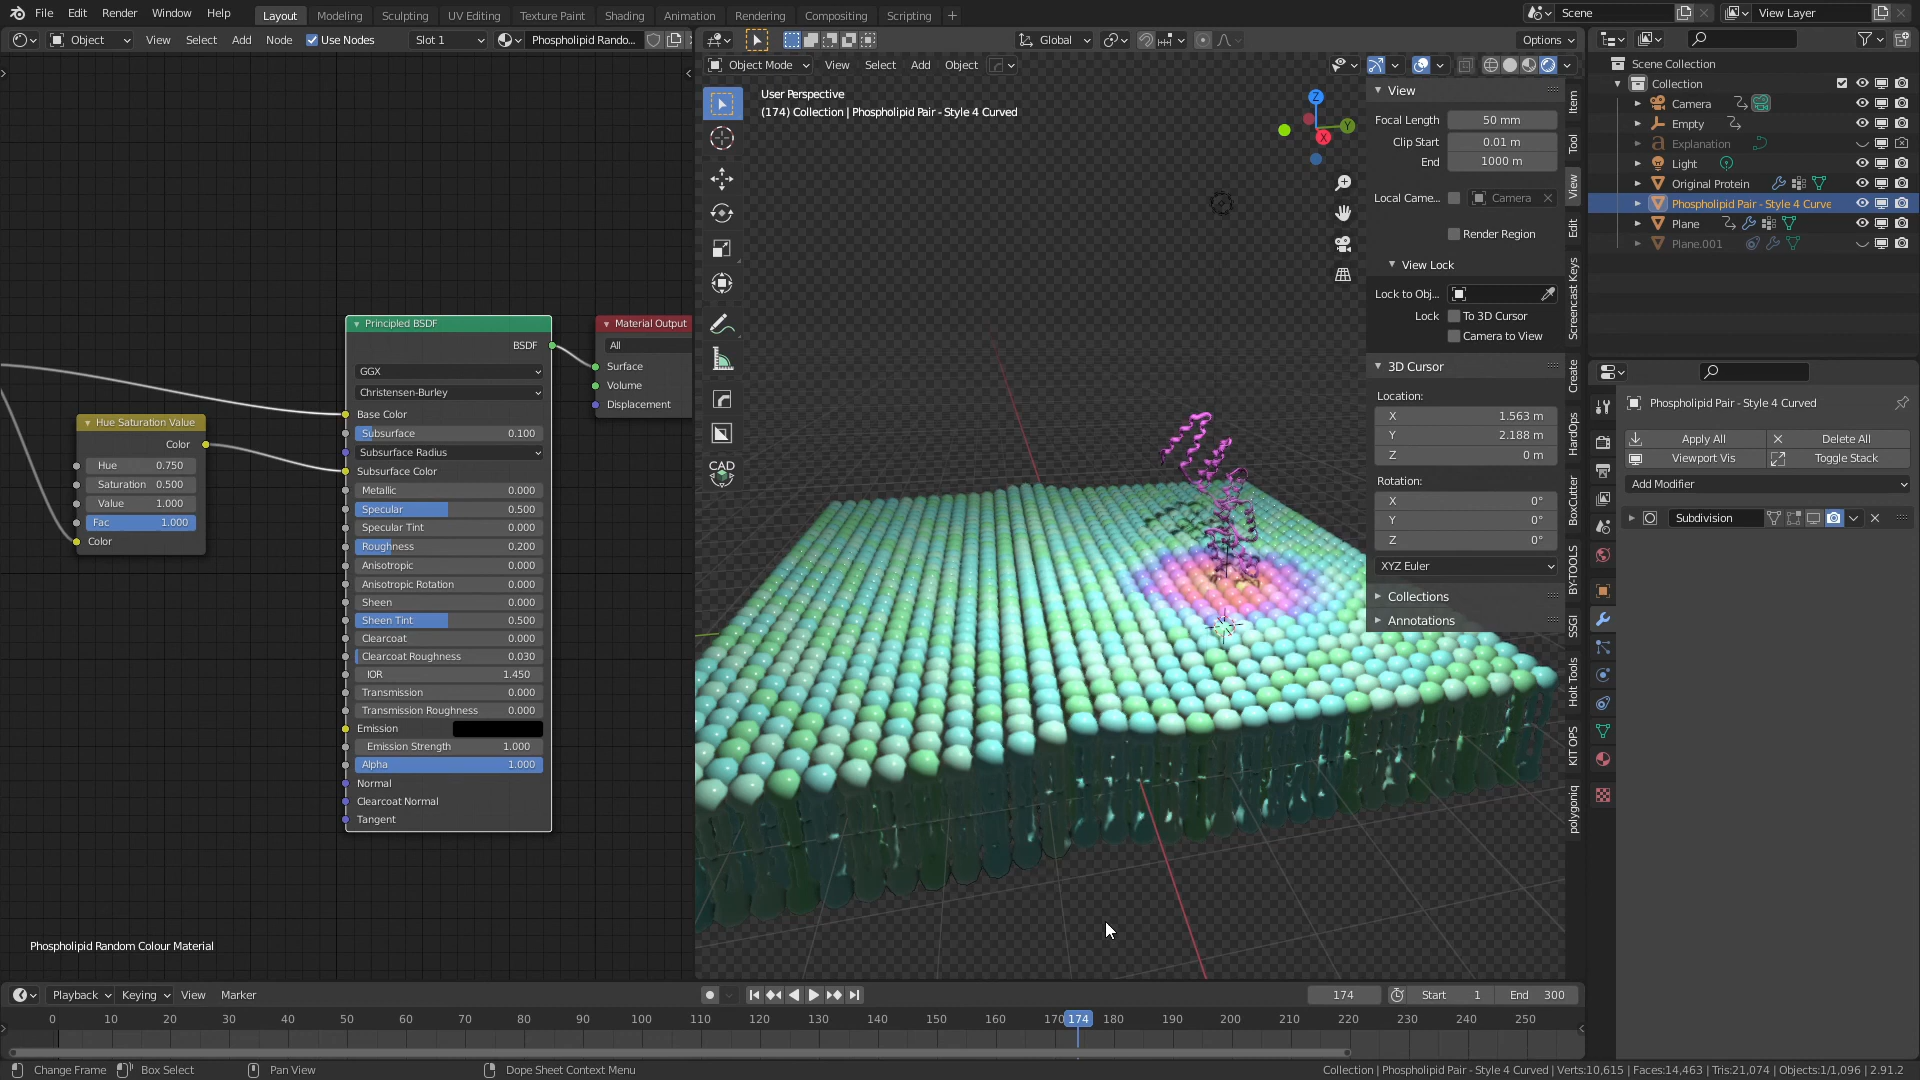 File Edit Render Window Help Layout Modeling Sculpting UV Editing Texture Paint Shading Animation Rendering Compositing Scripting + Scene View Layer
Object View Select Add Node Use Nodes Slot 1 Phospholipid Rando... Global Options
Object Mode View Select Add Object
User Perspective
(174) Collection | Phospholipid Pair - Style 4 Curved
Z
Y
X
View
Focal Length 50 mm
Clip Start 0.01 m
End 1000 m
Local Came... Camera
Render Region
View Lock
Lock to Obj...
Lock To 3D Cursor
Camera to View
3D Cursor
Location:
X 1.563 m
Y 2.188 m
Z 0 m
Rotation:
X 0°
Y 0°
Z 0°
XYZ Euler
Collections
Annotations
Item
Tool
View
Edit
Screencast Keys
Create
HardOps
BoxCutter
BY-TOOLS
SSGI
Holt Tools
KIT OPS
polygoniq
CAD
Principled BSDF
BSDF
GGX
Christensen-Burley
Base Color
Subsurface 0.100
Subsurface Radius
Subsurface Color
Metallic 0.000
Specular 0.500
Specular Tint 0.000
Roughness 0.200
Anisotropic 0.000
Anisotropic Rotation 0.000
Sheen 0.000
Sheen Tint 0.500
Clearcoat 0.000
Clearcoat Roughness 0.030
IOR 1.450
Transmission 0.000
Transmission Roughness 0.000
Emission
Emission Strength 1.000
Alpha 1.000
Normal
Clearcoat Normal
Tangent
Material Output
All
Surface
Volume
Displacement
Hue Saturation Value
Color
Hue 0.750
Saturation 0.500
Value 1.000
Fac 1.000
Color
Phospholipid Random Colour Material
Scene Collection
Collection
Camera
Empty
Explanation
Light
Original Protein
Phospholipid Pair - Style 4 Curve
Plane
Plane.001
Phospholipid Pair - Style 4 Curved
Apply All Delete All
Viewport Vis Toggle Stack
Add Modifier
Subdivision
Playback Keying View Marker 174 Start 1 End 300
0 10 20 30 40 50 60 70 80 90 100 110 120 130 140 150 160 170 174 180 190 200 210 220 230 240 250
Change Frame Box Select Pan View Dope Sheet Context Menu Collection | Phospholipid Pair - Style 4 Curved | Verts:10,615 | Faces:14,463 | Tris:21,074 | Objects:1/1,096 | 2.91.2